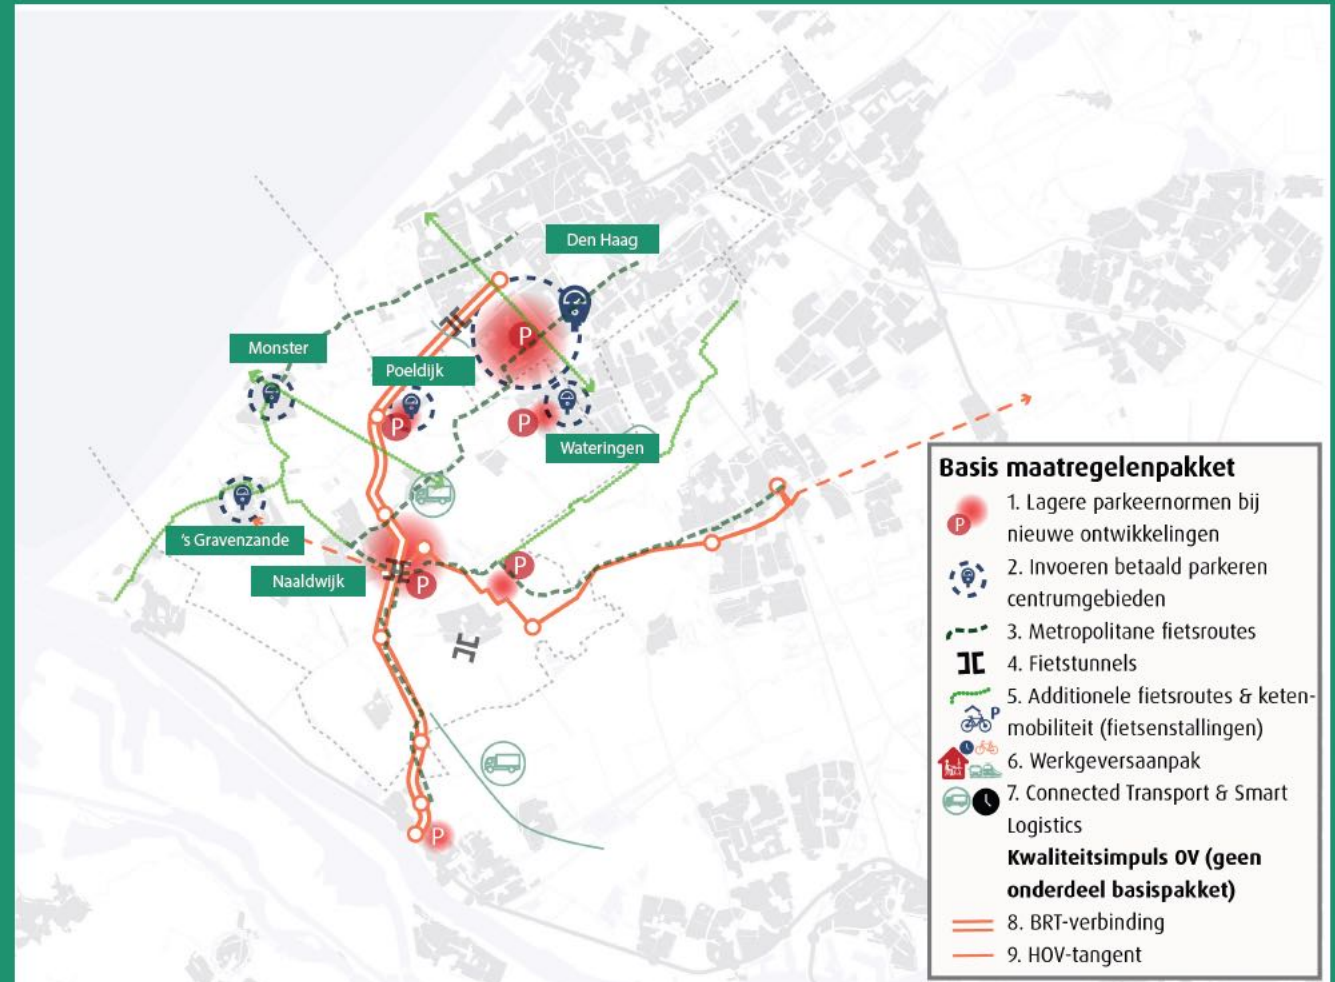 Den Haag
Monster
Poeldijk
P
P
P
Wateringen
's Gravenzande
Naaldwijk
P
P
P
Basis maatregelenpakket
P
1. Lagere parkeernormen bij
nieuwe ontwikkelingen
2. Invoeren betaald parkeren
centrumgebieden
3. Metropolitane fietsroutes
4. Fietstunnels
5. Additionele fietsroutes & keten-
P
mobiliteit (fietsenstallingen)
6. Werkgeversaanpak
7. Connected Transport & Smart
Logistics
Kwaliteitsimpuls OV (geen
onderdeel basispakket)
8. BRT-verbinding
9. HOV-tangent